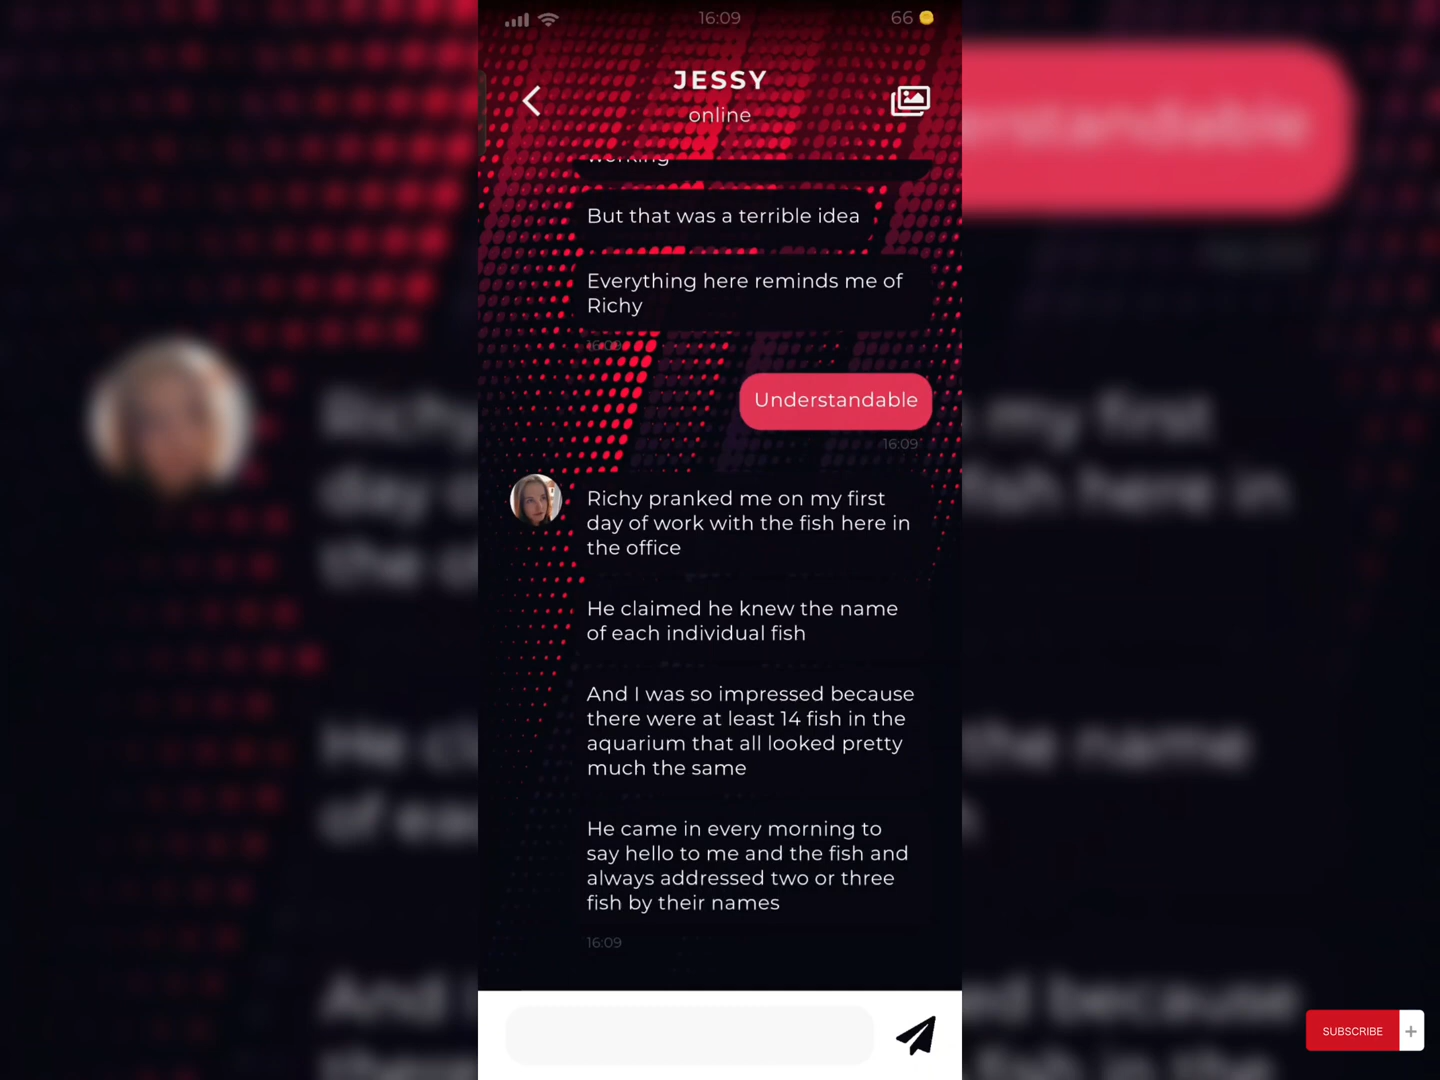 16:09
66
JESSY
online
working
But that was a terrible idea
Everything here reminds me of
Richy
16:09
Understandable
16:09
Richy pranked me on my first
day of work with the fish here in
the office
He claimed he knew the name
of each individual fish
And I was so impressed because
there were at least 14 fish in the
aquarium that all looked pretty
much the same
He came in every morning to
say hello to me and the fish and
always addressed two or three
fish by their names
16:09
SUBSCRIBE